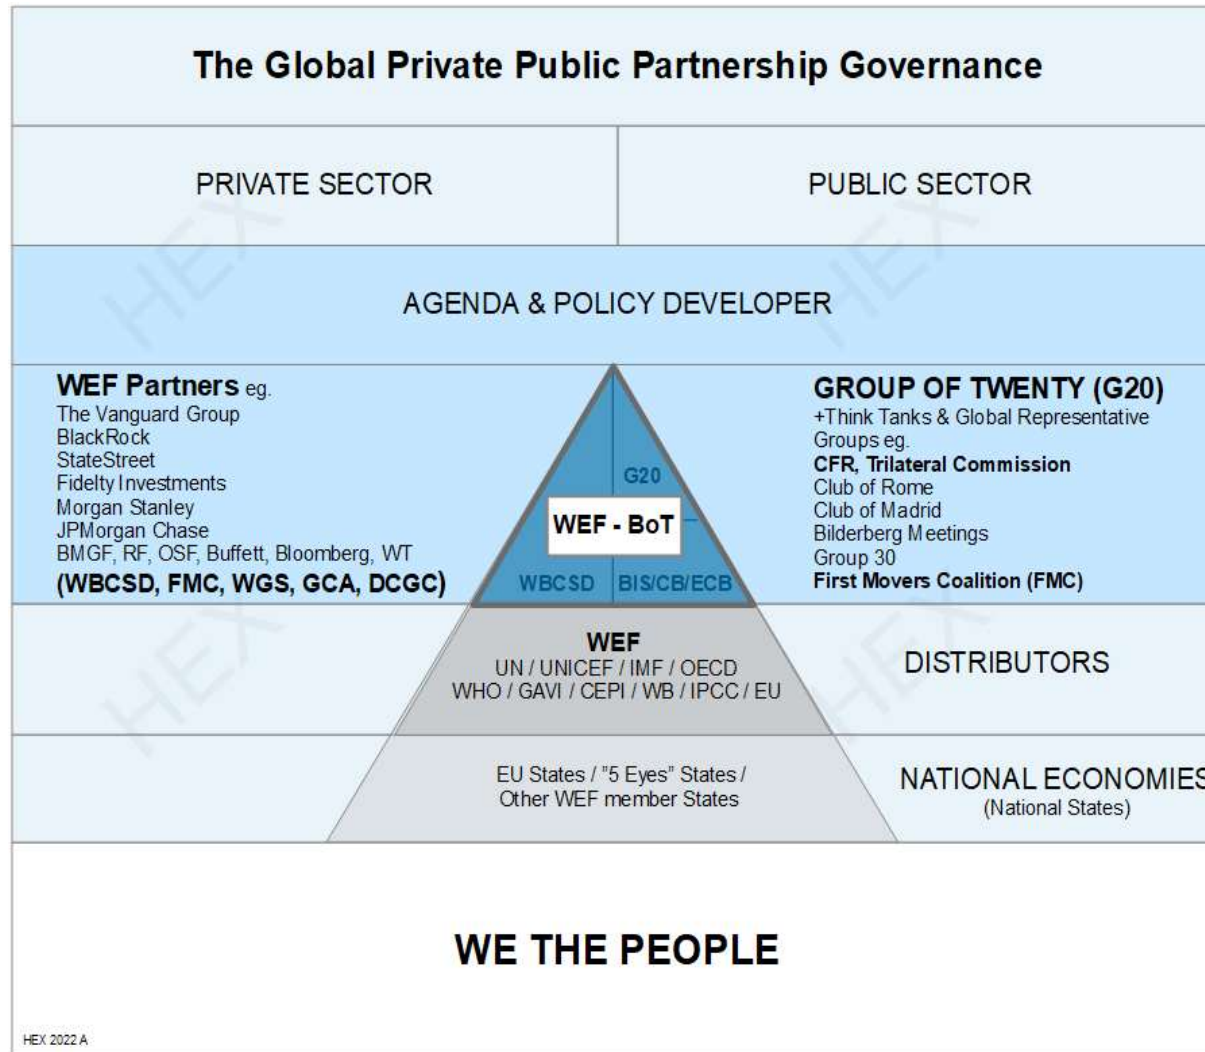 The Global Private Public Partnership Governance
PRIVATE SECTOR
PUBLIC SECTOR
AGENDA & POLICY DEVELOPER
WEF Partners eg.
The Vanguard Group
BlackRock
StateStreet
Fidelty Investments
Morgan Stanley
JPMorgan Chase
BMGF, RF, OSF, Buffett, Bloomberg, WT
(WBCSD, FMC, WGS, GCA, DCGC)
G20
WEF - BoT
WBCSD
BIS/CB/ECB
GROUP OF TWENTY (G20)
+Think Tanks & Global Representative
Groups eg.
CFR, Trilateral Commission
Club of Rome
Club of Madrid
Bilderberg Meetings
Group 30
First Movers Coalition (FMC)
WEF
UN / UNICEF / IMF / OECD
WHO / GAVI / CEPI / WB / IPCC / EU
DISTRIBUTORS
EU States / "5 Eyes" States /
Other WEF member States
NATIONAL ECONOMIES
(National States)
WE THE PEOPLE
HEX 2022 A
HEX
HEX
HEX
HEX